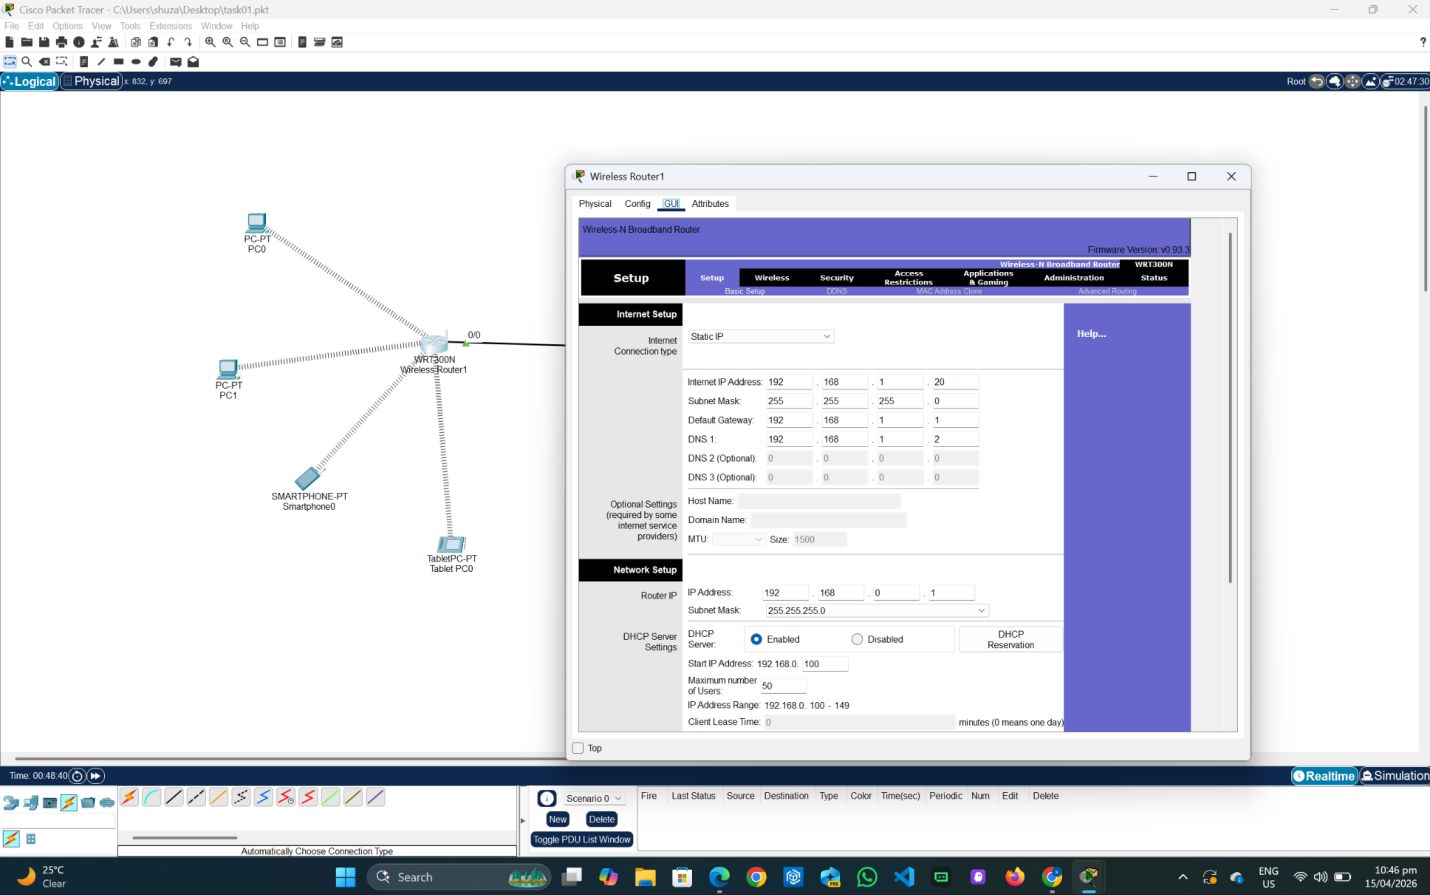 Cisco Packet Tracer - C:\Users\shuza\Desktop\task01.pkt
File Edit Options View Tools Extensions Window Help
?
Logical Physical x: 832, y: 697
Root 02:47:30
PC-PT
PC0
PC-PT
PC1
0/0
WRT300N
Wireless Router1
SMARTPHONE-PT
Smartphone0
TabletPC-PT
Tablet PC0
Wireless Router1
Physical Config GUI Attributes
Wireless-N Broadband Router
Firmware Version: v0.93.3
Wireless-N Broadband Router WRT300N
Setup Setup Wireless Security Access Restrictions Applications & Gaming Administration Status
Basic Setup DDNS MAC Address Clone Advanced Routing
Internet Setup
Internet Connection type Static IP
Help...
Internet IP Address: 192 . 168 . 1 . 20
Subnet Mask: 255 . 255 . 255 . 0
Default Gateway: 192 . 168 . 1 . 1
DNS 1: 192 . 168 . 1 . 2
DNS 2 (Optional): 0 . 0 . 0 . 0
DNS 3 (Optional): 0 . 0 . 0 . 0
Optional Settings
(required by some
internet service
providers)
Host Name:
Domain Name:
MTU: Size: 1500
Network Setup
Router IP
IP Address: 192 . 168 . 0 . 1
Subnet Mask: 255.255.255.0
DHCP Server
Settings
DHCP
Server: Enabled Disabled
DHCP
Reservation
Start IP Address: 192.168.0. 100
Maximum number
of Users: 50
IP Address Range: 192.168.0. 100 - 149
Client Lease Time: 0 minutes (0 means one day)
Top
Time: 00:48:40
Realtime Simulation
Automatically Choose Connection Type
Scenario 0
New Delete
Toggle PDU List Window
Fire Last Status Source Destination Type Color Time(sec) Periodic Num Edit Delete
25°C
Clear
Search
PRE
ENG
US
10:46 pm
15/04/2026